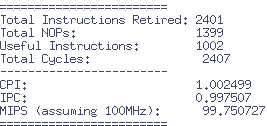 ========================
Total Instructions Retired: 2401
Total NOPs: 1399
Useful Instructions: 1002
Total Cycles: 2407
------------------------
CPI: 1.002499
IPC: 0.997507
MIPS (assuming 100MHz): 99.750727
========================